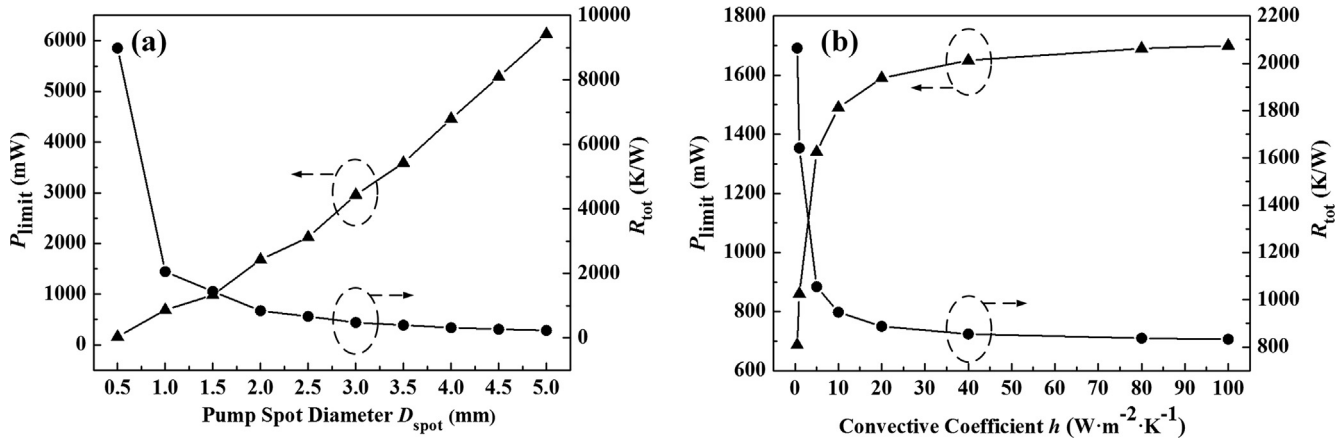 (a)
P_limit (mW)
6000
5000
4000
3000
2000
1000
0
R_tot (K/W)
10000
8000
6000
4000
2000
0
0.5 1.0 1.5 2.0 2.5 3.0 3.5 4.0 4.5 5.0
Pump Spot Diameter D_spot (mm)
(b)
P_limit (mW)
1800
1600
1400
1200
1000
800
600
R_tot (K/W)
2200
2000
1800
1600
1400
1200
1000
800
0 10 20 30 40 50 60 70 80 90 100
Convective Coefficient h (W·m⁻²·K⁻¹)